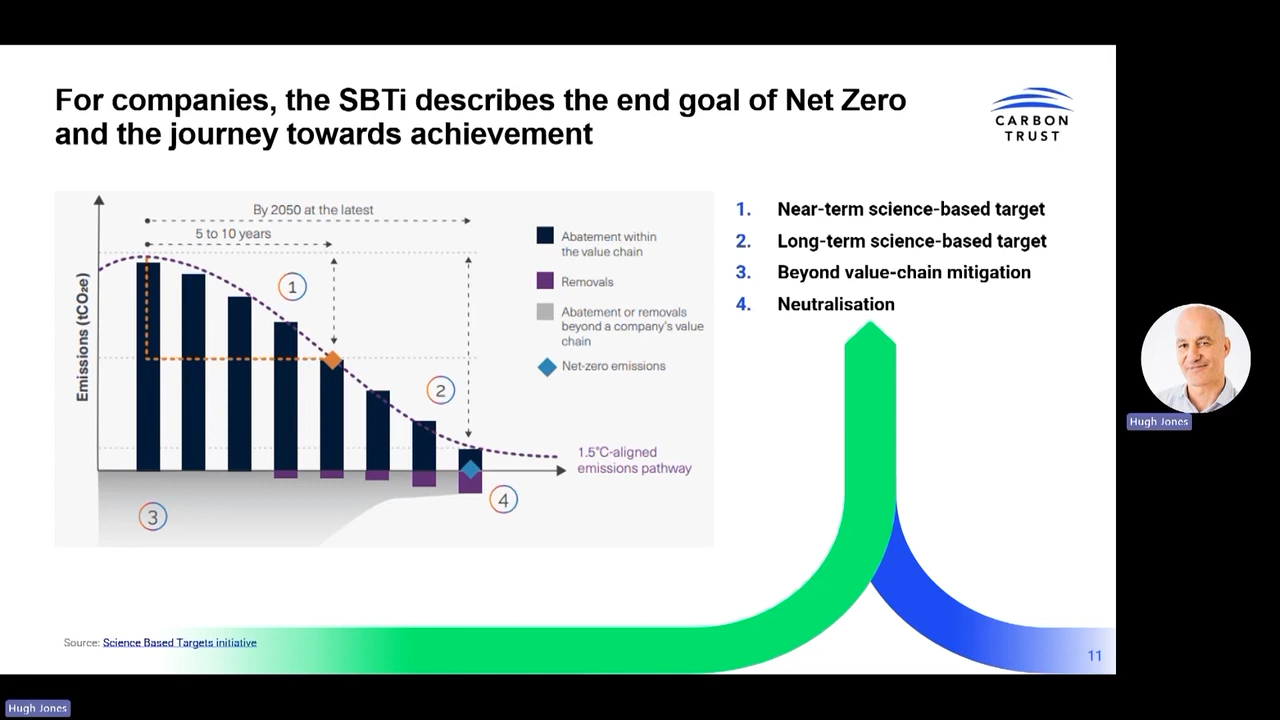 For companies, the SBTi describes the end goal of Net Zero
and the journey towards achievement
CARBON
TRUST
By 2050 at the latest
5 to 10 years
Emissions (tCO₂e)
1
2
3
4
Abatement within
the value chain
Removals
Abatement or removals
beyond a company's value
chain
Net-zero emissions
1.5°C-aligned
emissions pathway
1. Near-term science-based target
2. Long-term science-based target
3. Beyond value-chain mitigation
4. Neutralisation
Hugh Jones
Source: Science Based Targets initiative
11
Hugh Jones